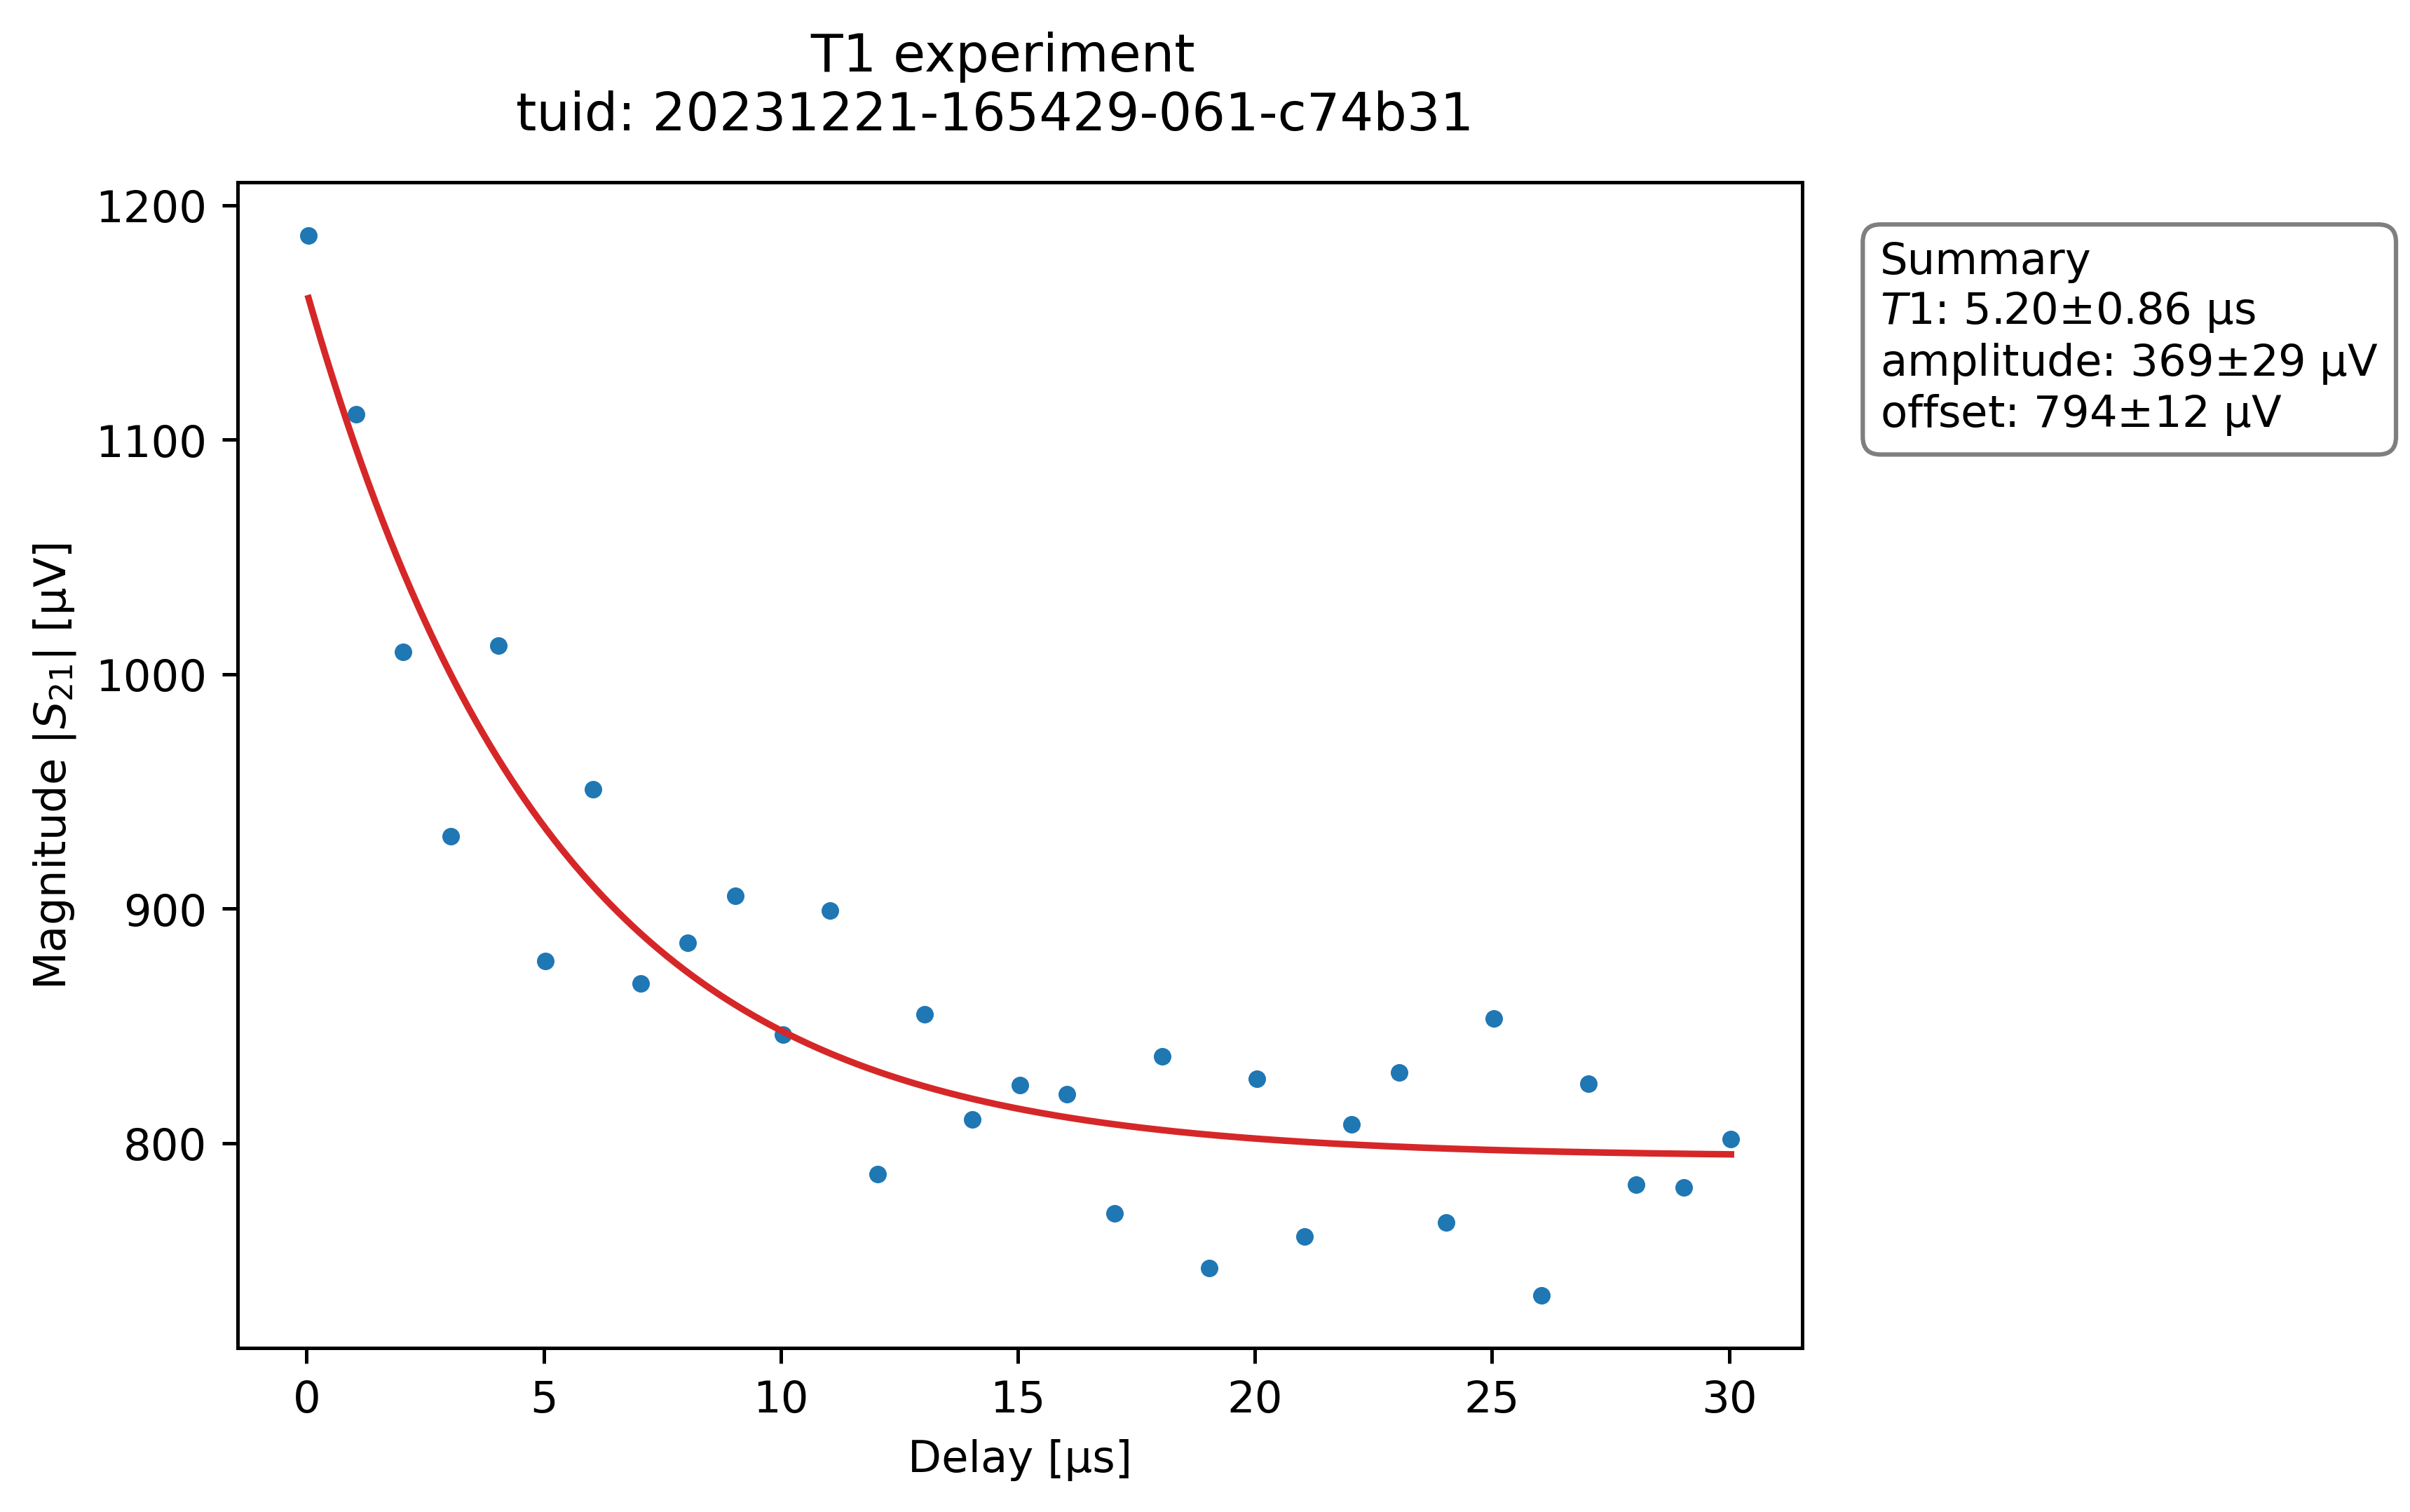 T1 experiment
tuid: 20231221-165429-061-c74b31
1200
1100
1000
900
800
Magnitude |S₂₁| [µV]
0 5 10 15 20 25 30
Delay [µs]
Summary
T1: 5.20±0.86 µs
amplitude: 369±29 µV
offset: 794±12 µV